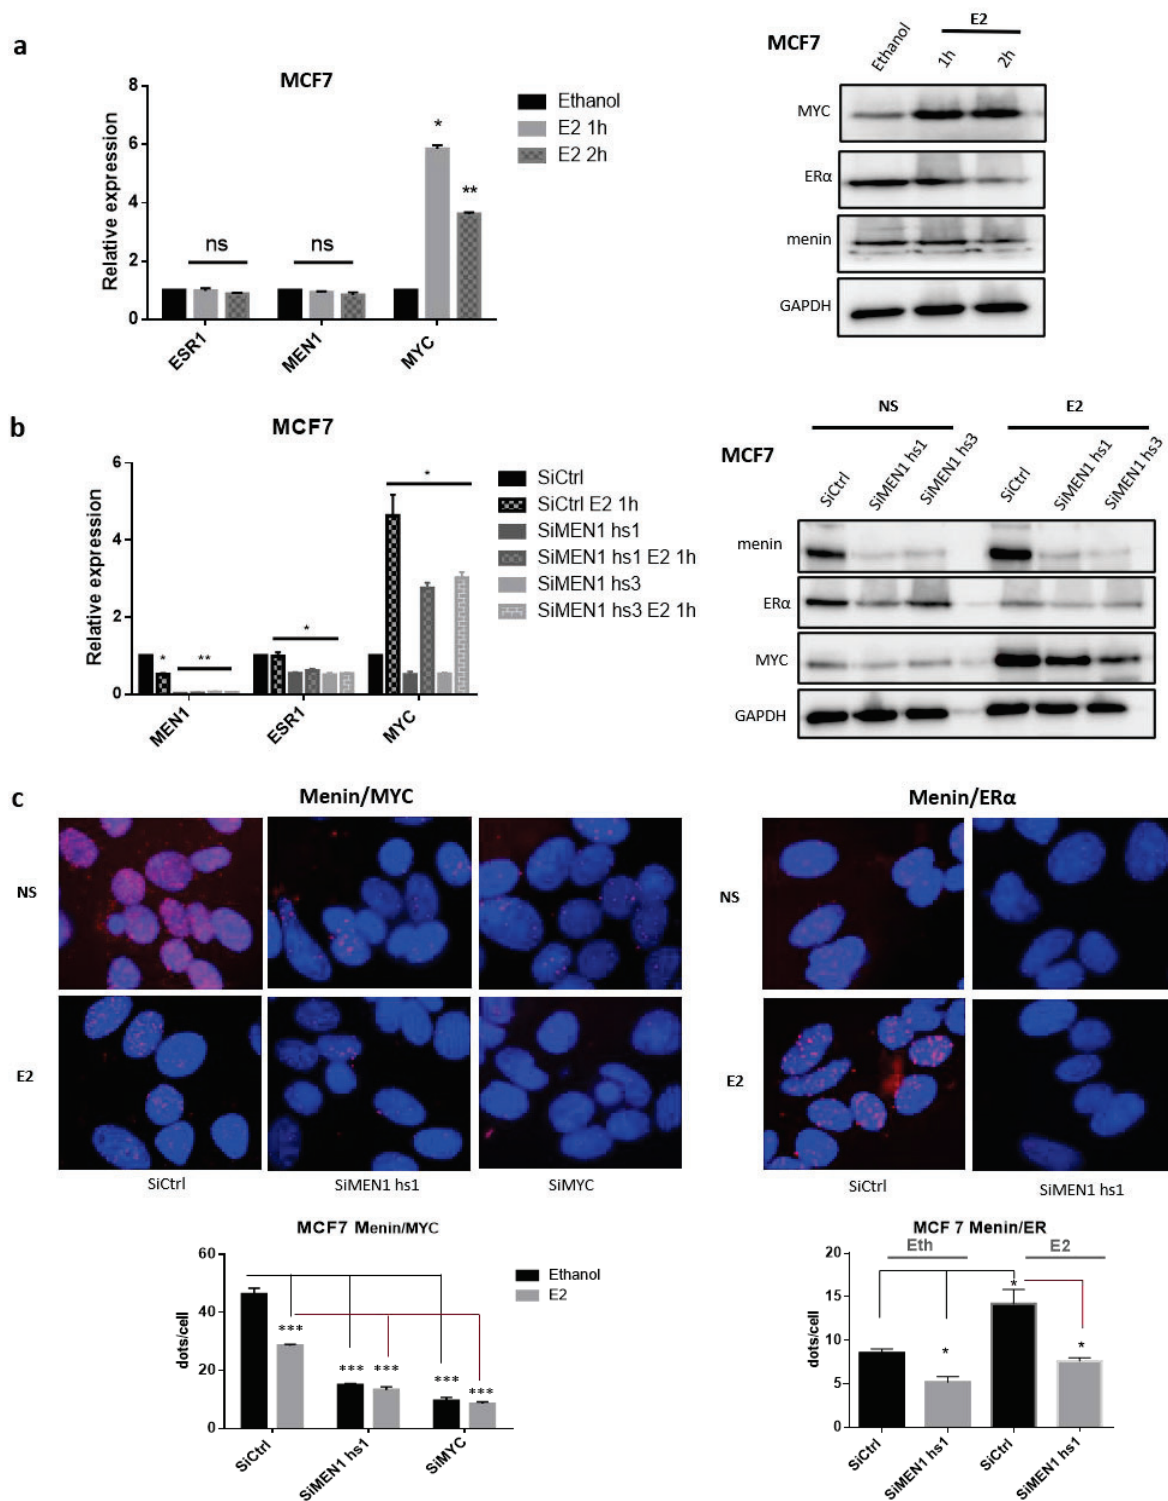 a
MCF7
Relative expression
8
6
4
2
0
ns
ns
*
**
ESR1
MEN1
MYC
Ethanol
E2 1h
E2 2h
MCF7
Ethanol
E2
1h
2h
MYC
ERα
menin
GAPDH
b
MCF7
Relative expression
6
4
2
0
*
**
*
*
MEN1
ESR1
MYC
SiCtrl
SiCtrl E2 1h
SiMEN1 hs1
SiMEN1 hs1 E2 1h
SiMEN1 hs3
SiMEN1 hs3 E2 1h
MCF7
NS
E2
SiCtrl
SiMEN1 hs1
SiMEN1 hs3
SiCtrl
SiMEN1 hs1
SiMEN1 hs3
menin
ERα
MYC
GAPDH
c
Menin/MYC
NS
E2
SiCtrl
SiMEN1 hs1
SiMYC
Menin/ERα
NS
E2
SiCtrl
SiMEN1 hs1
MCF7 Menin/MYC
dots/cell
60
40
20
0
***
***
***
***
***
SiCtrl
SiMEN1 hs1
SiMYC
Ethanol
E2
MCF 7 Menin/ER
Eth
E2
dots/cell
20
15
10
5
0
*
*
*
SiCtrl
SiMEN1 hs1
SiCtrl
SiMEN1 hs1